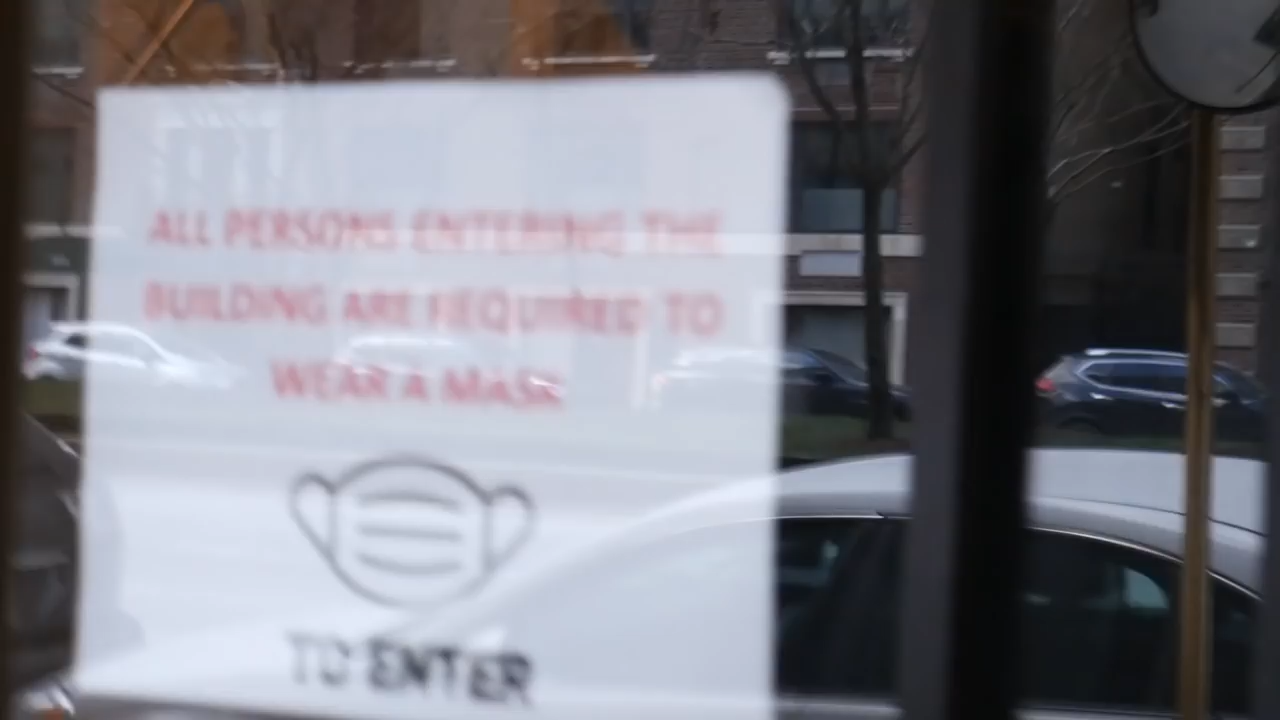 ALL PERSONS ENTERING THE
BUILDING ARE REQUIRED TO
WEAR A MASK
TO ENTER